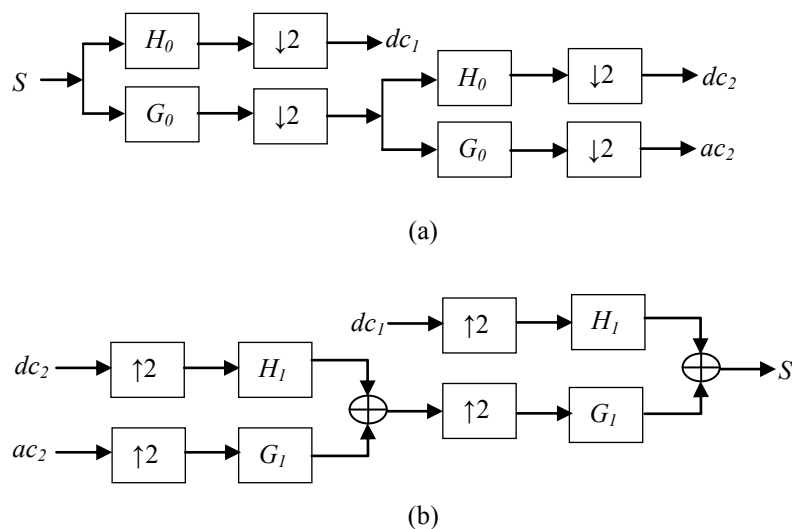 H₀ ↓2 dc₁
S H₀ ↓2 dc₂
G₀ ↓2
G₀ ↓2 ac₂
(a)
dc₁ ↑2 H₁
dc₂ ↑2 H₁ S
↑2 G₁
ac₂ ↑2 G₁
(b)